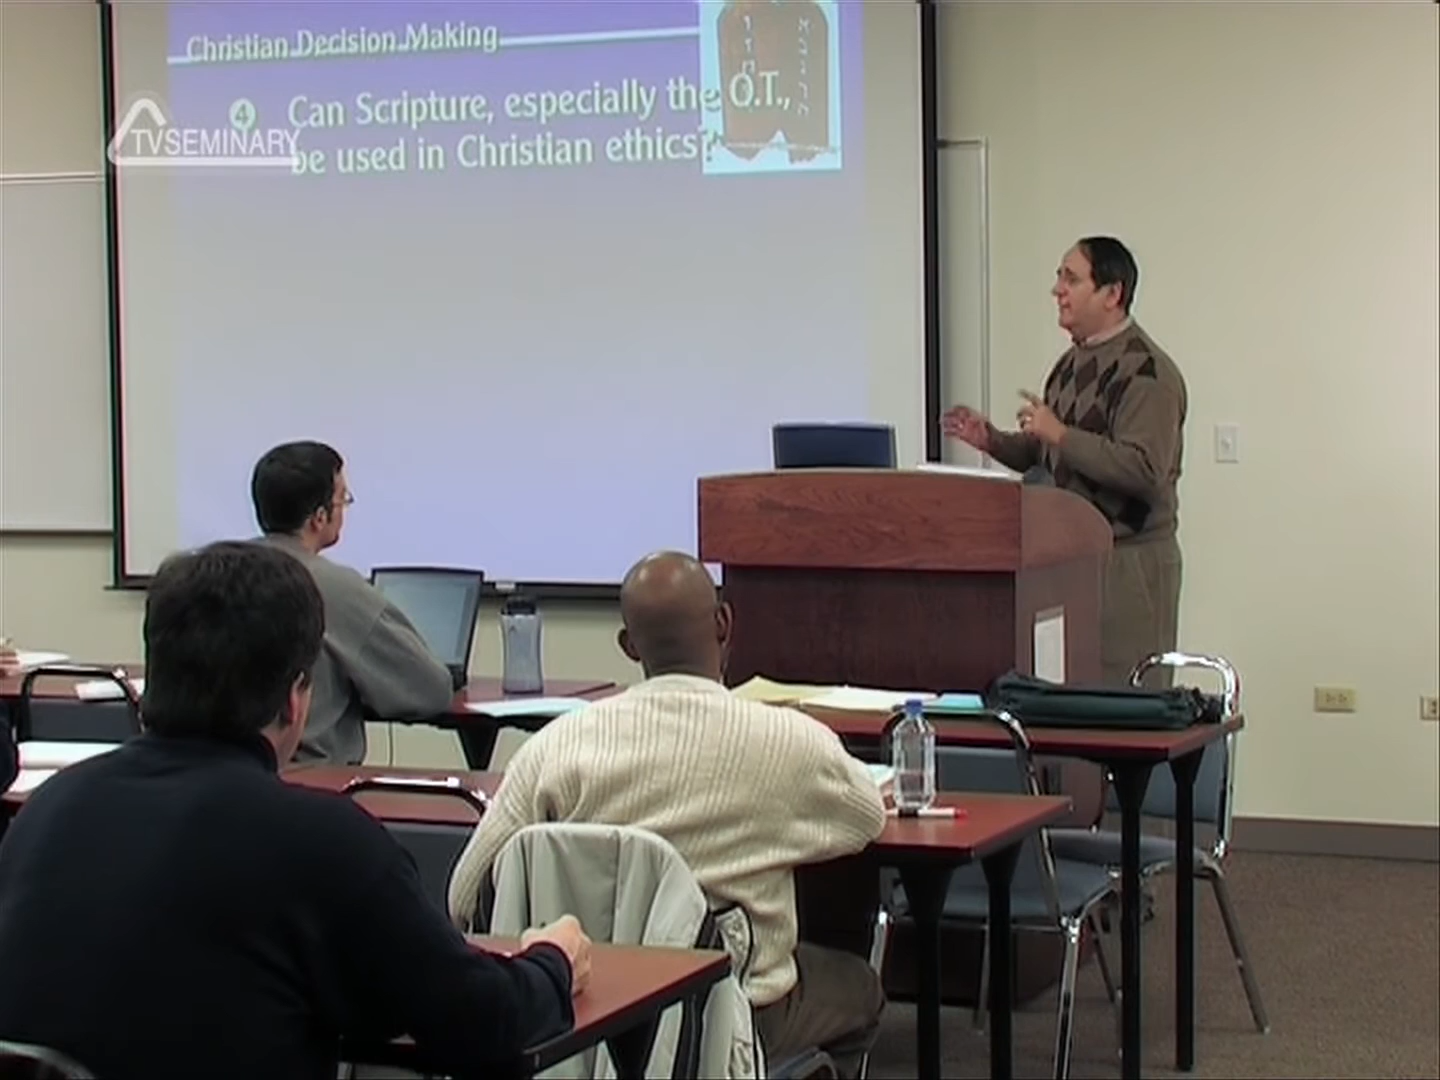 Christian Decision Making
4 Can Scripture, especially the O.T.,
be used in Christian ethics?
TVSEMINARY